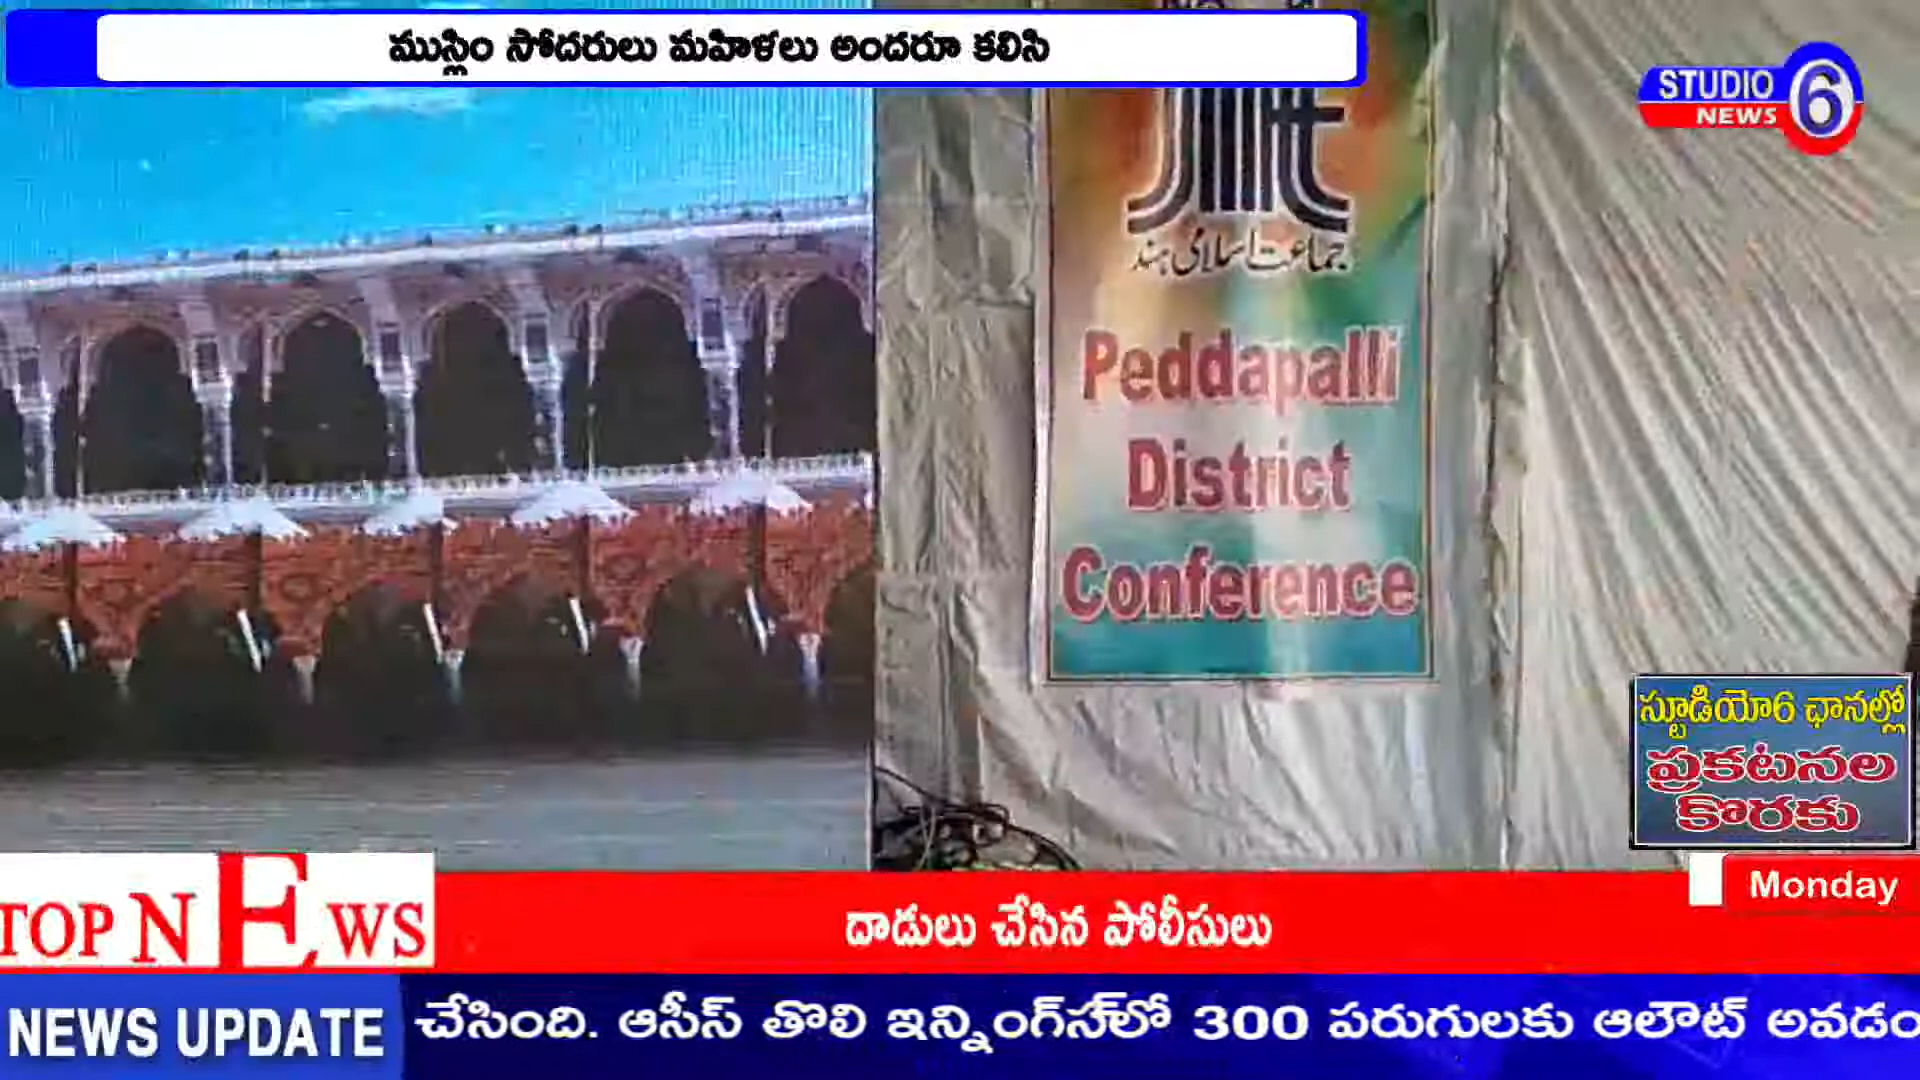 ముస్లిం సోదరులు మహిళలు అందరూ కలిసి
STUDIO
NEWS
6
جماعت اسلامی ہند
Peddapalli
District
Conference
స్టూడియో6 ఛానల్లో
ప్రకటనల
కొరకు
Monday
TOP NEWS
దాడులు చేసిన పోలీసులు
NEWS UPDATE
చేసింది. ఆసీస్ తొలి ఇన్నింగ్స్‌లో 300 పరుగులకు ఆలౌట్ అవడం